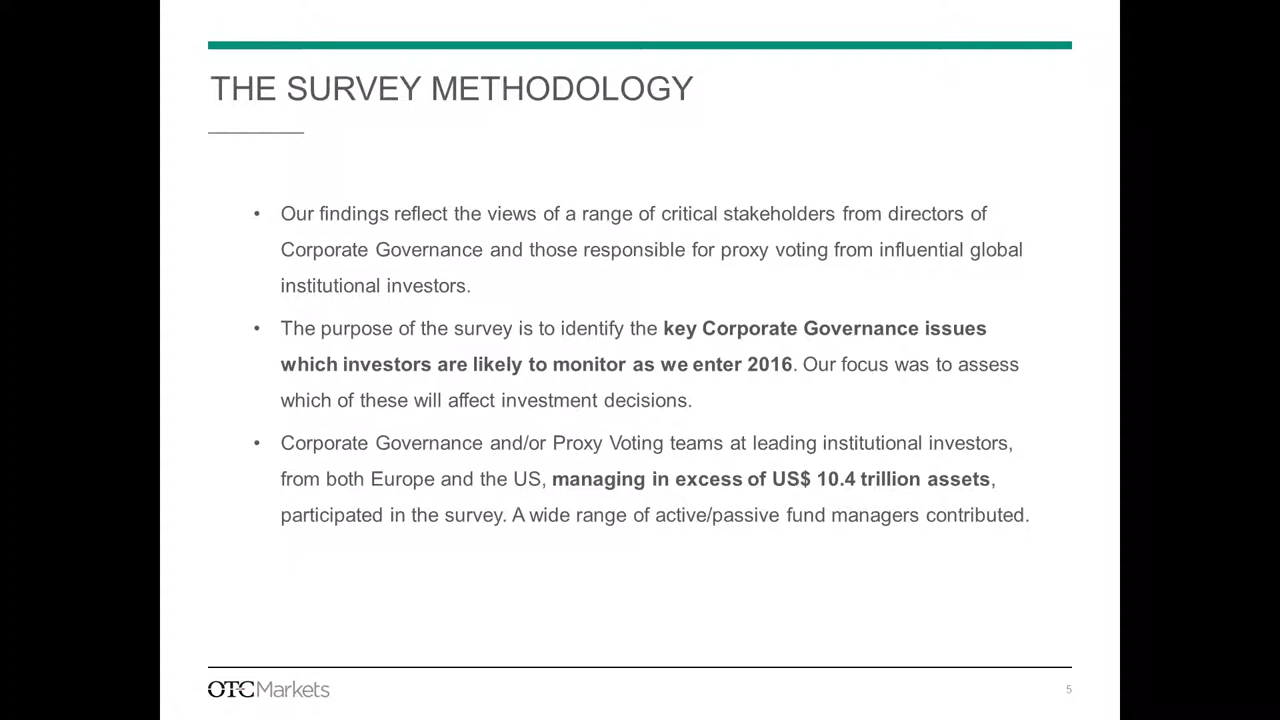 THE SURVEY METHODOLOGY
• Our findings reflect the views of a range of critical stakeholders from directors of
Corporate Governance and those responsible for proxy voting from influential global
institutional investors.
• The purpose of the survey is to identify the key Corporate Governance issues
which investors are likely to monitor as we enter 2016. Our focus was to assess
which of these will affect investment decisions.
• Corporate Governance and/or Proxy Voting teams at leading institutional investors,
from both Europe and the US, managing in excess of US$ 10.4 trillion assets,
participated in the survey. A wide range of active/passive fund managers contributed.
OTCMarkets
5